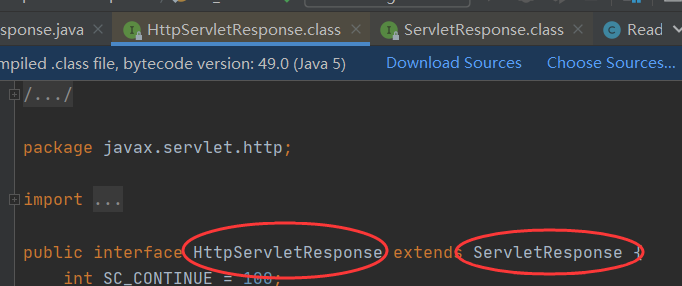 sponse.java HttpServletResponse.class ServletResponse.class Read
mpiled .class file, bytecode version: 49.0 (Java 5) Download Sources Choose Sources...
/.../
package javax.servlet.http;
import ...
public interface HttpServletResponse extends ServletResponse {
int SC_CONTINUE = 100;